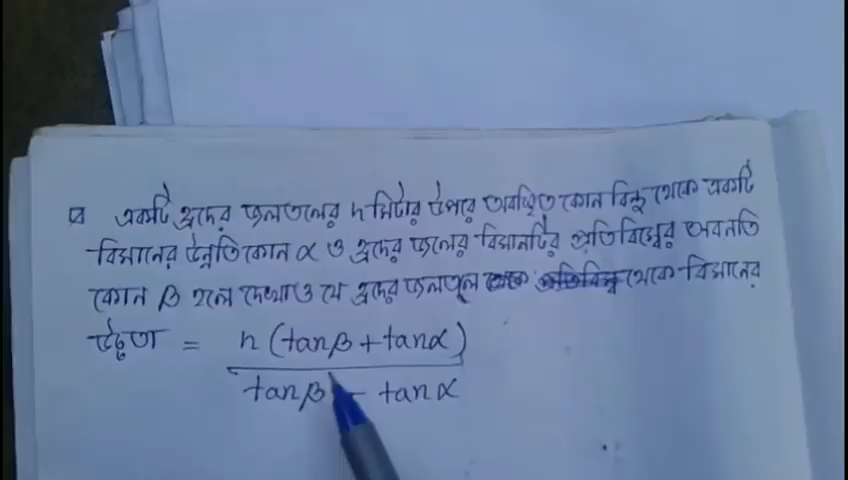 একটি হ্রদের জলতলের h মিটার উপরে অবস্থিত কোন বিন্দু থেকে একটি
বিমানের উন্নতি কোন α ও হ্রদের জলের বিমানটির প্রতিবিম্বের অবনতি
কোন β হলে দেখাও যে হ্রদের জলতল থেকে বিমানের
উচ্চতা = h (tanβ + tanα)
tanβ - tanα